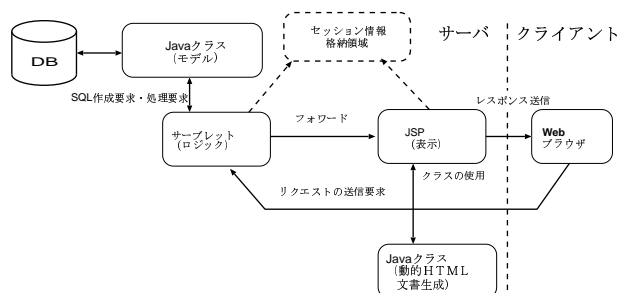 セッション情報
格納領域
サーバ
クライアント
DB
Javaクラス
(モデル)
SQL作成要求・処理要求
サーブレット
(ロジック)
フォワード
JSP
(表示)
レスポンス送信
Web
ブラウザ
リクエストの送信要求
クラスの使用
Javaクラス
(動的ＨＴＭＬ
文書生成)